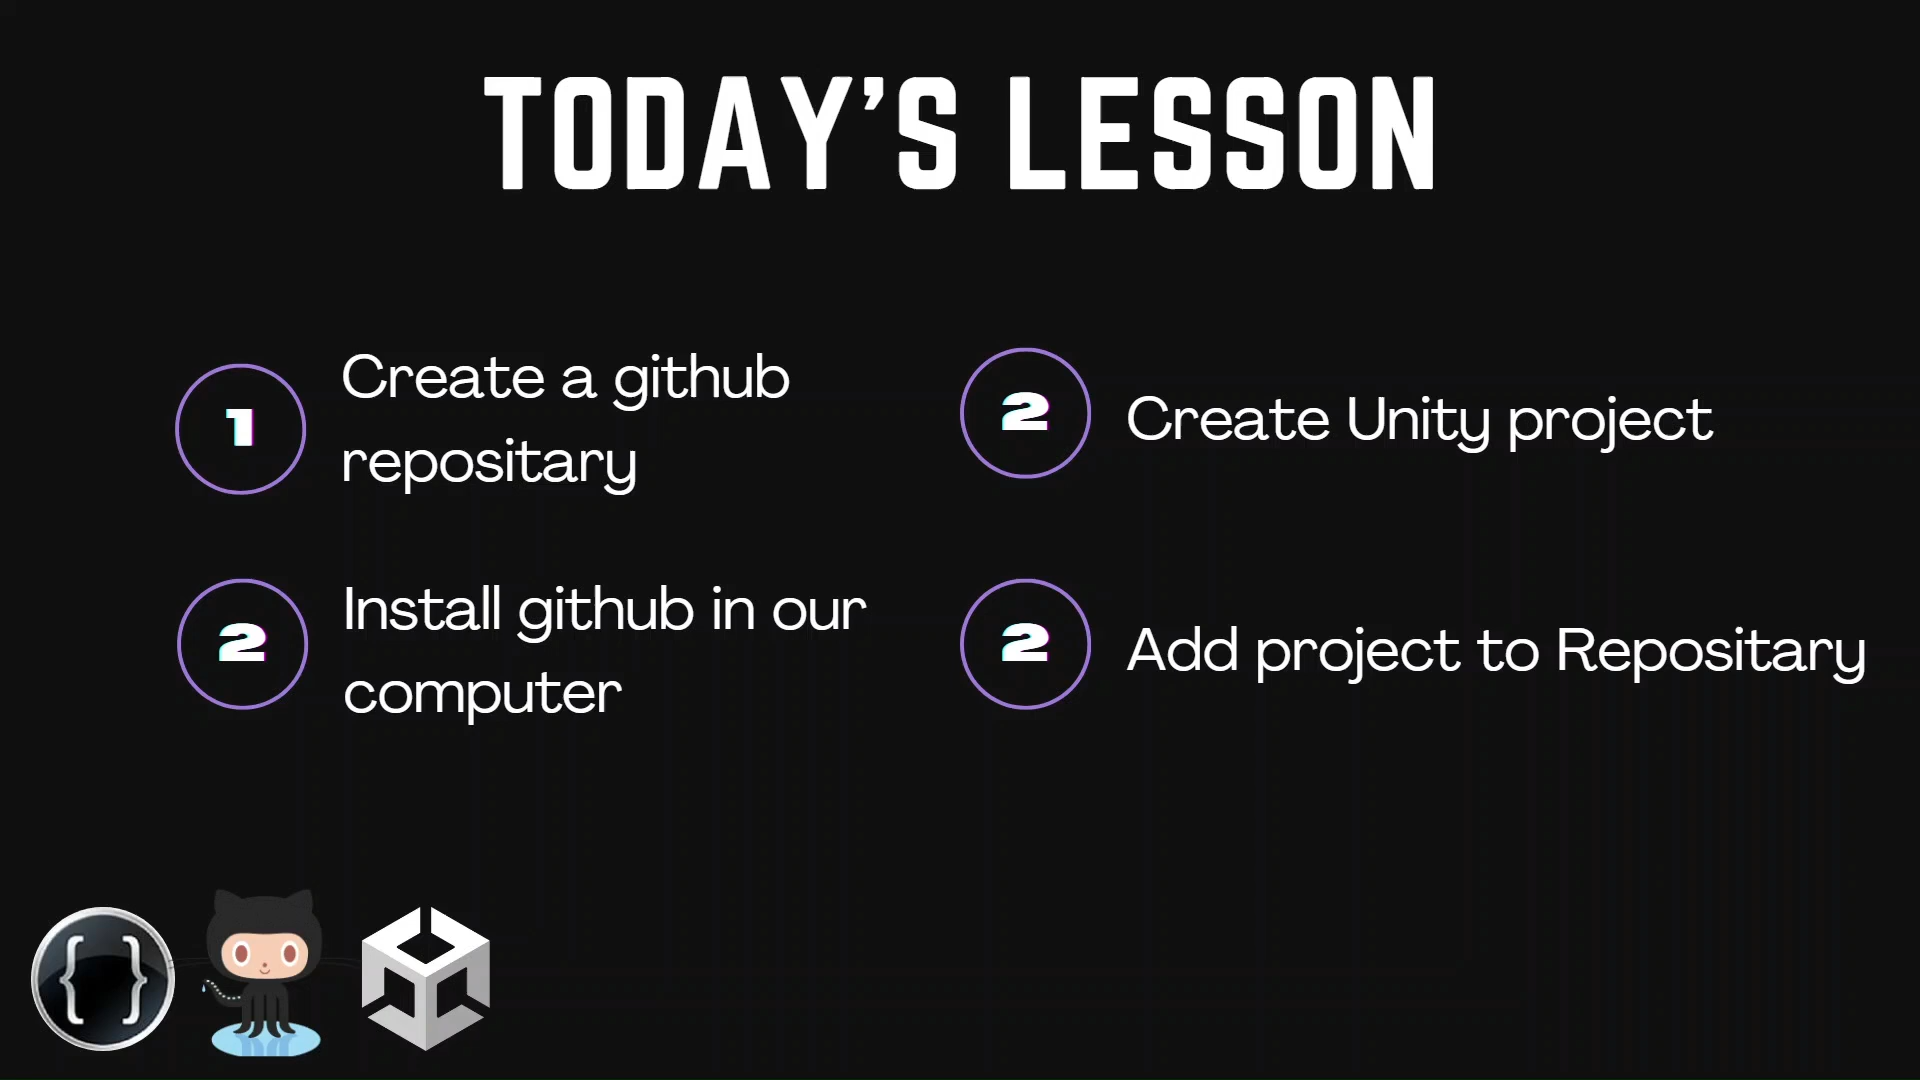 TODAY'S LESSON
1
Create a github
repositary
2
Install github in our
computer
2
Create Unity project
2
Add project to Repositary
{ }